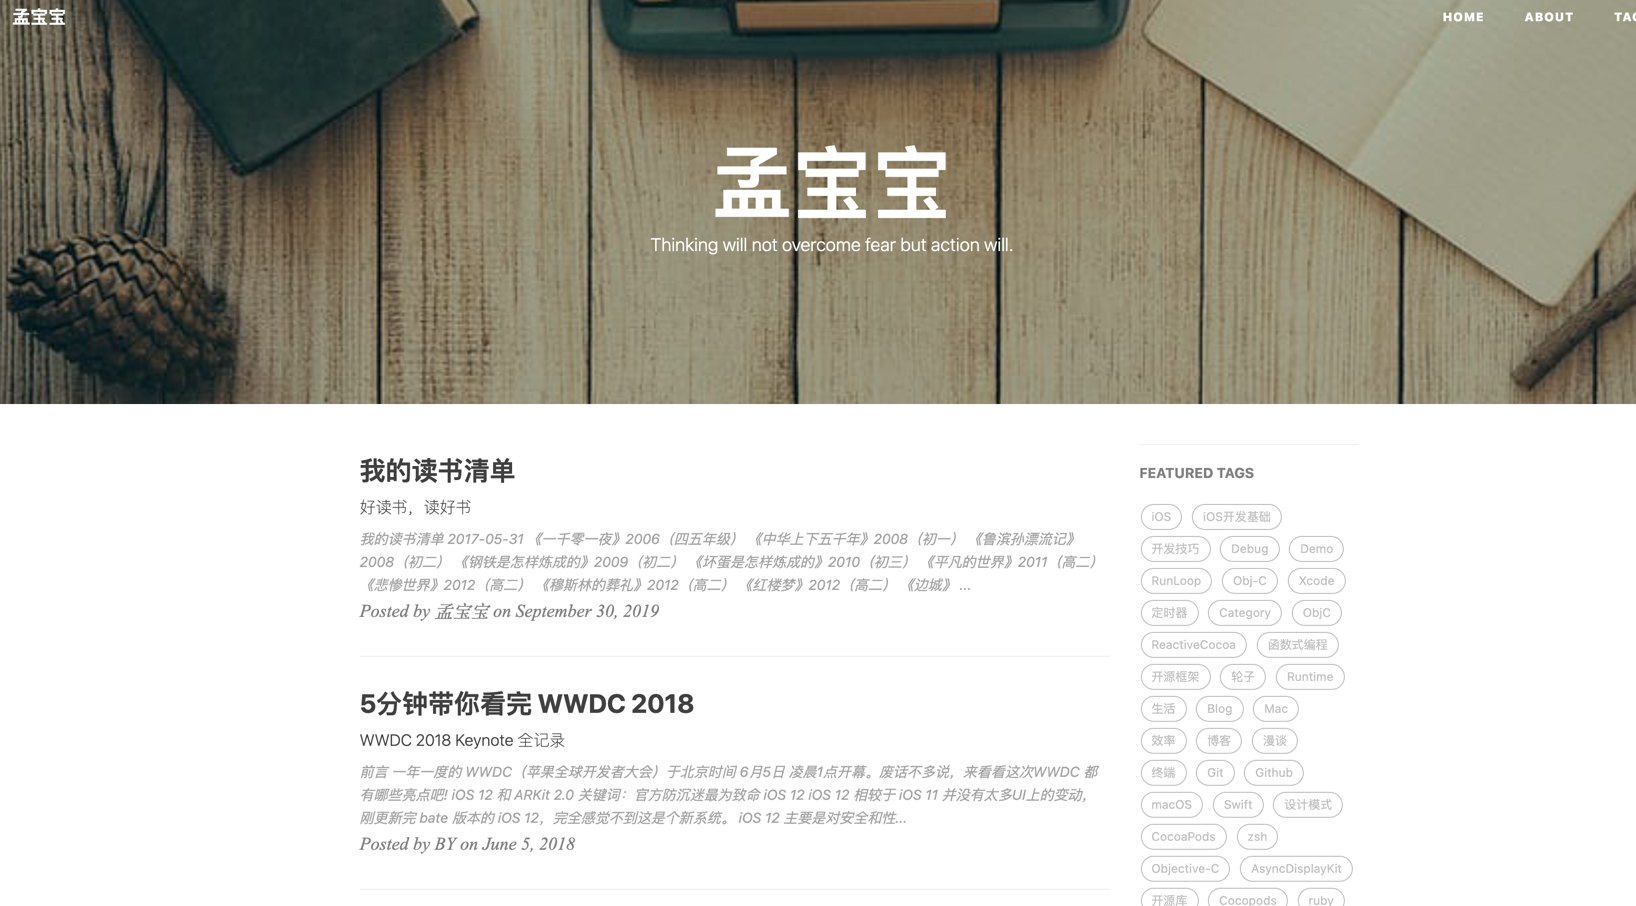 孟宝宝
HOME ABOUT
孟宝宝
Thinking will not overcome fear but action will.
我的读书清单
好读书，读好书
我的读书清单 2017-05-31 《一千零一夜》2006（四五年级） 《中华上下五千年》2008（初一） 《鲁滨孙漂流记》
2008（初二） 《钢铁是怎样炼成的》2009（初二） 《坏蛋是怎样炼成的》2010（初三） 《平凡的世界》2011（高二）
《悲惨世界》2012（高二） 《穆斯林的葬礼》2012（高二） 《红楼梦》2012（高二） 《边城》 ...
Posted by 孟宝宝 on September 30, 2019
5分钟带你看完 WWDC 2018
WWDC 2018 Keynote 全记录
前言 一年一度的 WWDC（苹果全球开发者大会）于北京时间 6月5日 凌晨1点开幕。废话不多说，来看看这次WWDC 都
有哪些亮点吧! iOS 12 和 ARKit 2.0 关键词：官方防沉迷最为致命 iOS 12 iOS 12 相较于 iOS 11 并没有太多UI上的变动，
刚更新完 bate 版本的 iOS 12，完全感觉不到这是个新系统。 iOS 12 主要是对安全和性...
Posted by BY on June 5, 2018
FEATURED TAGS
iOS iOS开发基础
开发技巧 Debug Demo
RunLoop Obj-C Xcode
定时器 Category ObjC
ReactiveCocoa 函数式编程
开源框架 轮子 Runtime
生活 Blog Mac
效率 博客 漫谈
终端 Git Github
macOS Swift 设计模式
CocoaPods zsh
Objective-C AsyncDisplayKit
开源库 Cocopods ruby